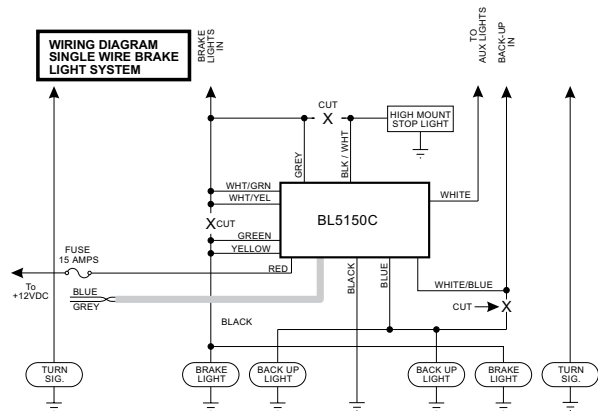 WIRING DIAGRAM
SINGLE WIRE BRAKE
LIGHT SYSTEM
BRAKE
LIGHTS
IN
TO
AUX LIGHTS
BACK-UP
IN
CUT
X
HIGH MOUNT
STOP LIGHT
GREY
BLK / WHT
WHT/GRN
WHT/YEL
WHITE
X CUT
BL5150C
GREEN
YELLOW
FUSE
15 AMPS
RED
To
+12VDC
BLUE
GREY
BLACK
BLUE
WHITE/BLUE
CUT
X
BLACK
TURN
SIG.
BRAKE
LIGHT
BACK UP
LIGHT
BACK UP
LIGHT
BRAKE
LIGHT
TURN
SIG.